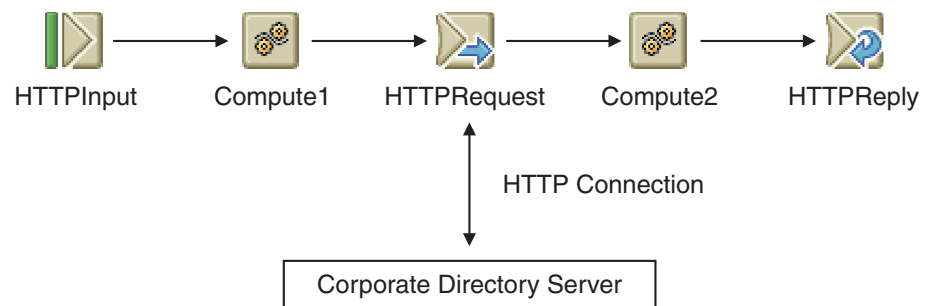 HTTPInput
Compute1
HTTPRequest
Compute2
HTTPReply
HTTP Connection
Corporate Directory Server